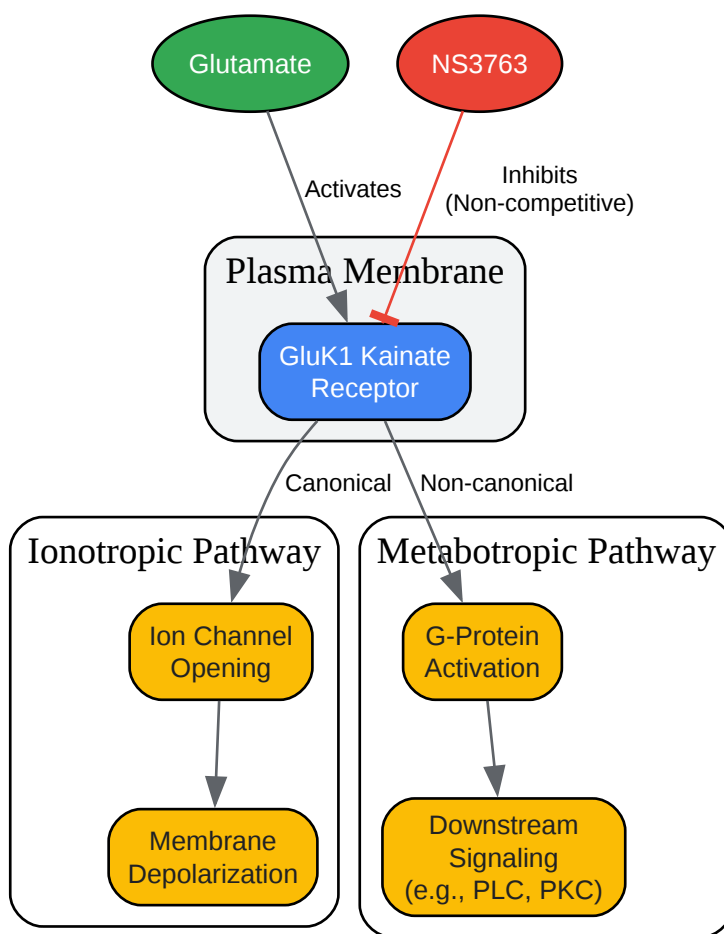 Glutamate
NS3763
Activates
Inhibits
(Non-competitive)
Plasma Membrane
GluK1 Kainate
Receptor
Canonical
Non-canonical
Ionotropic Pathway
Metabotropic Pathway
Ion Channel
Opening
G-Protein
Activation
Membrane
Depolarization
Downstream
Signaling
(e.g., PLC, PKC)